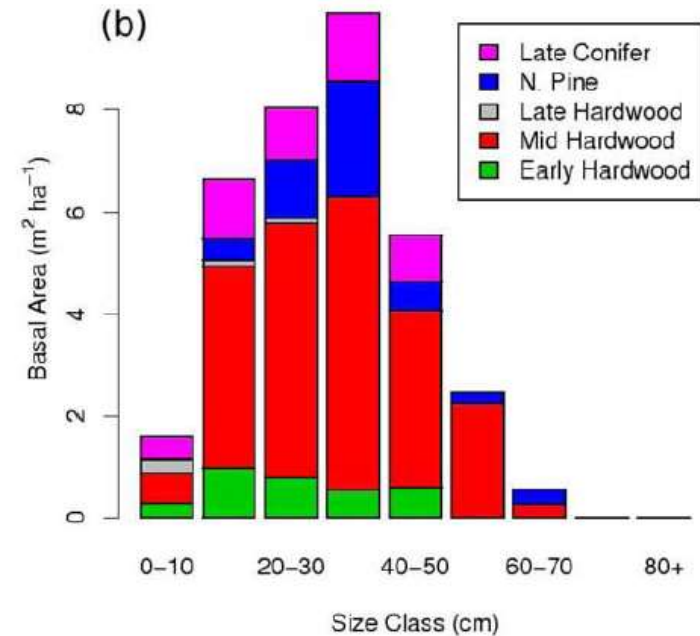 (b)
Late Conifer
N. Pine
Late Hardwood
Mid Hardwood
Early Hardwood
Basal Area (m² ha⁻¹)
8
6
4
2
0
0−10 20−30 40−50 60−70 80+
Size Class (cm)